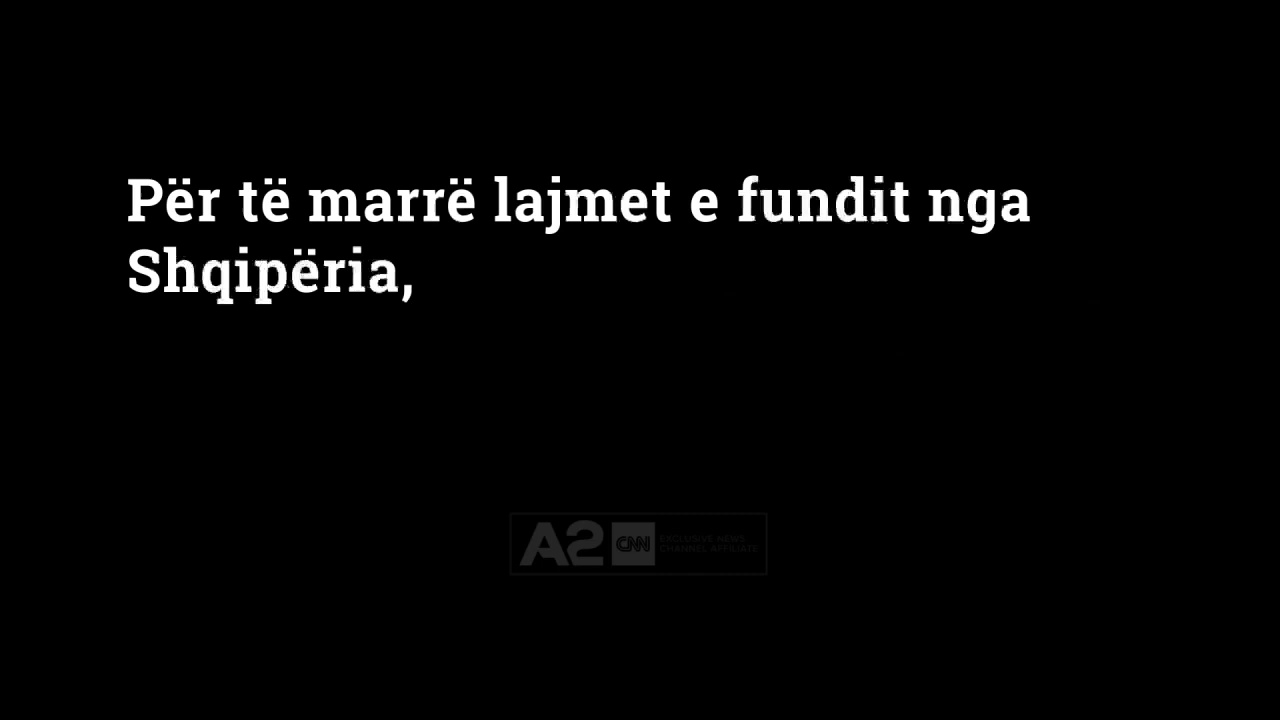 Për të marrë lajmet e fundit nga
Shqipëria,
A2 CNN EXCLUSIVE NEWS
CHANNEL AFFILIATE